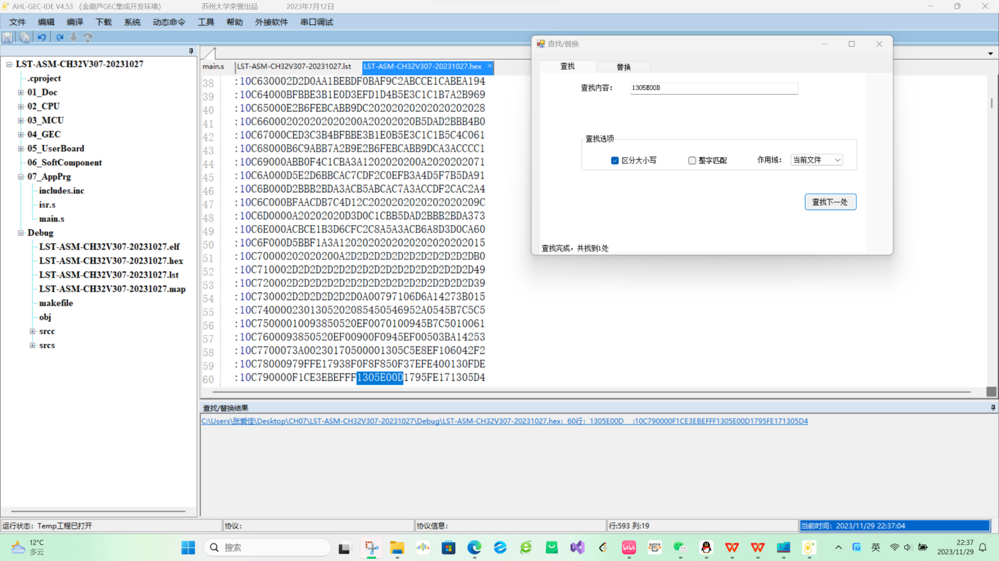 AHL-GEC-IDE V4.53 （金葫芦GEC集成开发环境） 苏州大学荣誉出品 2023年7月12日
文件 编辑 编译 下载 系统 动态命令 工具 帮助 外接软件 串口调试
LST-ASM-CH32V307-20231027
.cproject
01_Doc
02_CPU
03_MCU
04_GEC
05_UserBoard
06_SoftComponent
07_AppPrg
includes.inc
isr.s
main.s
Debug
LST-ASM-CH32V307-20231027.elf
LST-ASM-CH32V307-20231027.hex
LST-ASM-CH32V307-20231027.lst
LST-ASM-CH32V307-20231027.map
makefile
obj
srcc
srcs
main.s LST-ASM-CH32V307-20231027.lst LST-ASM-CH32V307-20231027.hex
38 :10C630002D2D0AA1BEBDF0BAF9C2ABCCE1CABEA194
39 :10C64000BFBBE3B1E0D3EFD1D4B5E3C1C1B7A2B969
40 :10C65000E2B6FEBCABB9DC20202020202020202028
41 :10C660002020202020200A20202020B5DAD2BBB4B0
42 :10C67000CED3C3B4BFBBE3B1E0B5E3C1C1B5C4C061
43 :10C68000B6C9ABB7A2B9E2B6FEBCABB9DCA3ACCCC1
44 :10C69000ABB0F4C1CBA3A1202020200A2020202071
45 :10C6A000D5E2D6BBCAC7CDF2C0EFB3A4D5F7B5DA91
46 :10C6B000D2BBB2BDA3ACB5ABCAC7A3ACCDF2CAC2A4
47 :10C6C000BFAACDB7C4D12C2020202020202020209C
48 :10C6D0000A20202020D3D0C1CBB5DAD2BBB2BDA373
49 :10C6E000ACBCE1B3D6CFC2C8A5A3ACB6A8D3D0CA60
50 :10C6F000D5BBF1A3A1202020202020202020202015
51 :10C70000202020200A2D2D2D2D2D2D2D2D2D2D2DB0
52 :10C710002D2D2D2D2D2D2D2D2D2D2D2D2D2D2D2D49
53 :10C720002D2D2D2D2D2D2D2D2D2D2D2D2D2D2D2D39
54 :10C730002D2D2D2D2D2D0A00797106D6A14273B015
55 :10C740000230130520208545054695​2A0545B7C5C5
56 :10C75000010093850520EF0070100945B7C5010061
57 :10C7600093850520EF00900F0945EF00503BA14253
58 :10C7700073A00230170500001305C5E8EF106042F2
59 :10C78000979FFE17938F0F8F850F37EFE400130FDE
60 :10C790000F1CE3EBEFFF1305E00D1795FE171305D4
查找/替换
查找 替换
查找内容： 1305E00D
查找选项
区分大小写 整字匹配 作用域： 当前文件
查找下一处
查找完成，共找到1处
查找/替换结果
C:\Users\张爱佳\Desktop\CH07\LST-ASM-CH32V307-20231027\Debug\LST-ASM-CH32V307-20231027.hex: 60行: 1305E00D :10C790000F1CE3EBEFFF1305E00D1795FE171305D4
运行状态：Temp工程已打开 协议： 协议信息： 行:593 列:19 当前时间：2023/11/29 22:37:04
12°C
多云
搜索
英
22:37
2023/11/29